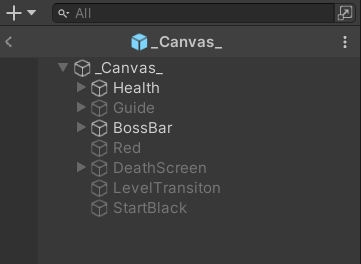 All
_Canvas_
_Canvas_
Health
Guide
BossBar
Red
DeathScreen
LevelTransiton
StartBlack